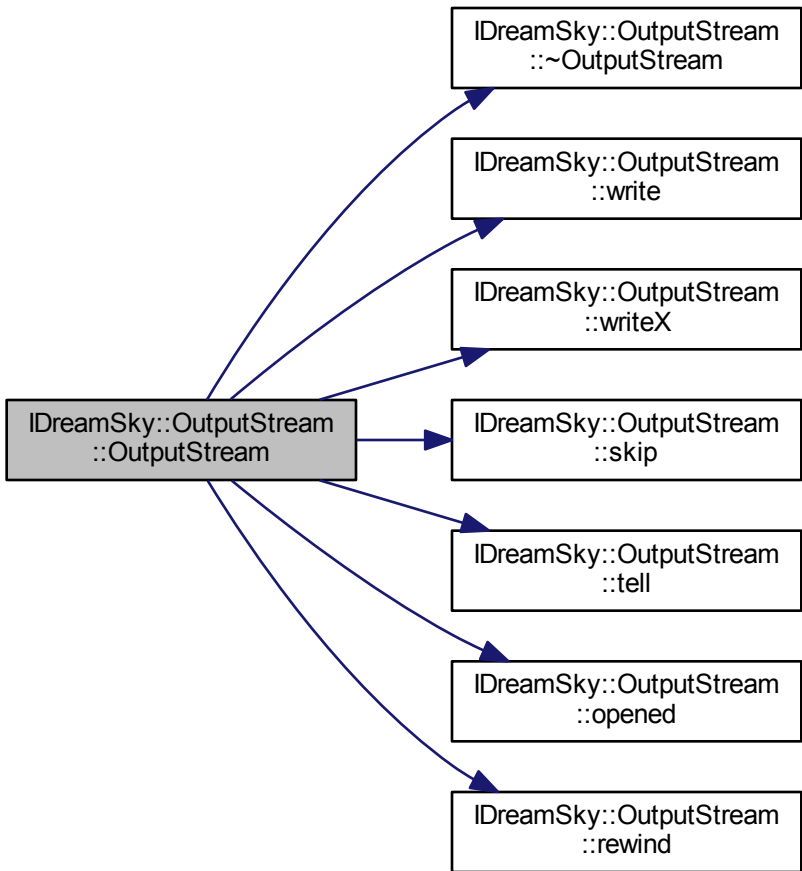 IDreamSky::OutputStream
::~OutputStream
IDreamSky::OutputStream
::write
IDreamSky::OutputStream
::writeX
IDreamSky::OutputStream
::OutputStream
IDreamSky::OutputStream
::skip
IDreamSky::OutputStream
::tell
IDreamSky::OutputStream
::opened
IDreamSky::OutputStream
::rewind